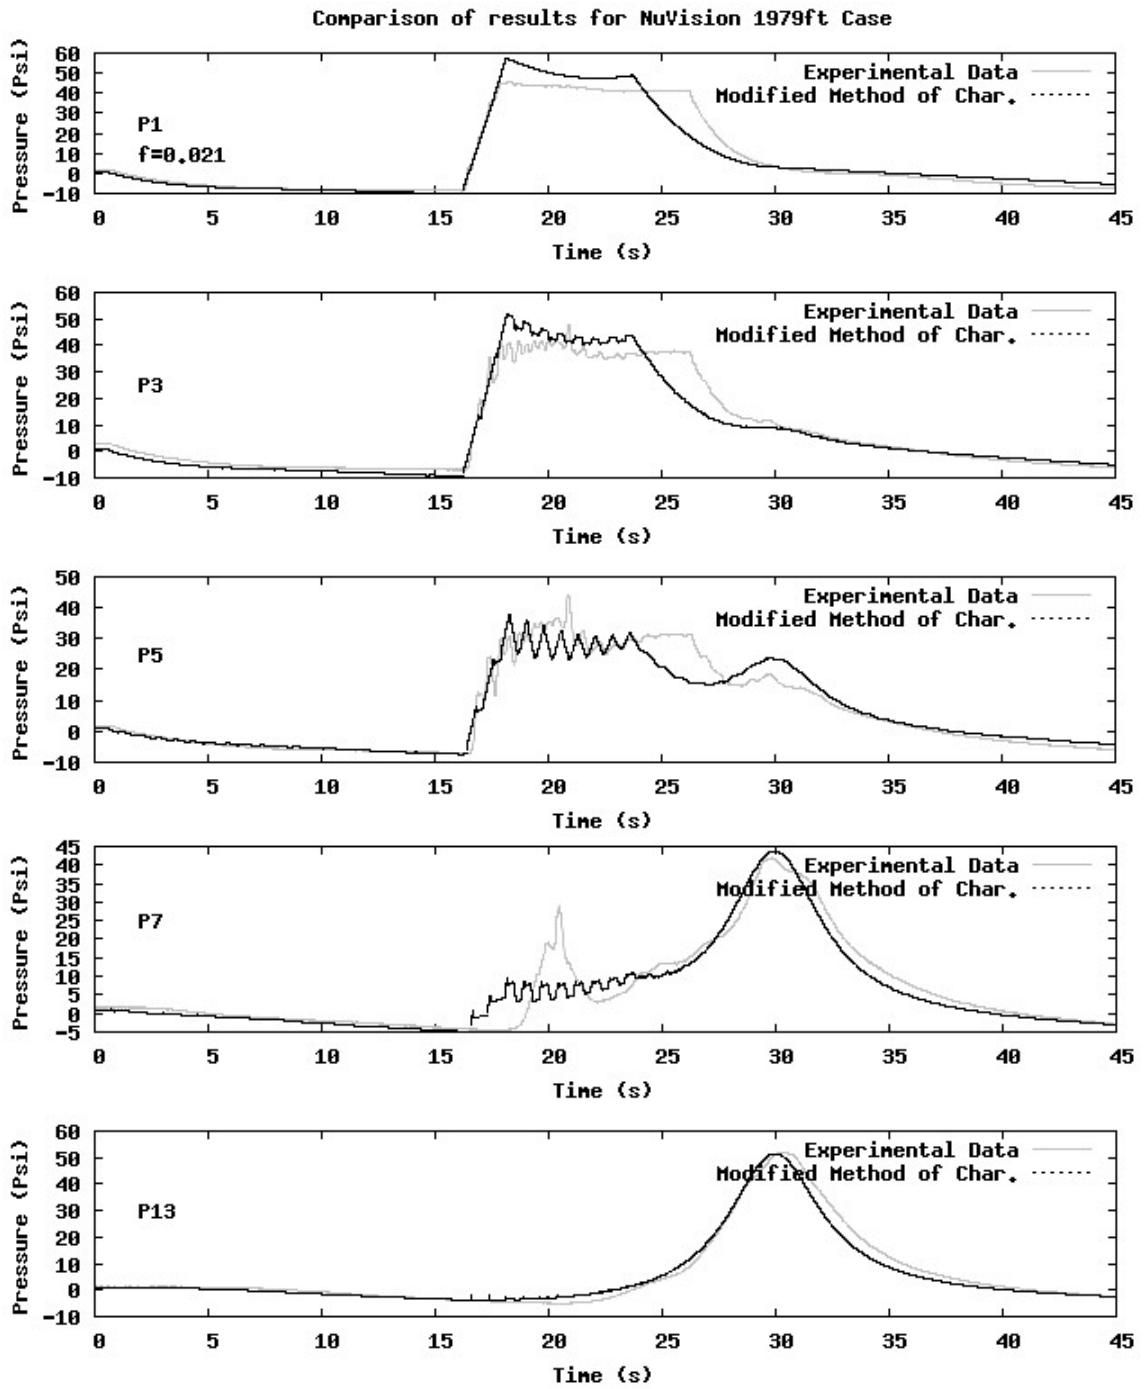 Comparison of results for NuVision 1979ft Case
60
50
40
30
20
10
0
-10
Pressure (Psi)
Experimental Data
Modified Method of Char.
P1
f=0.021
0 5 10 15 20 25 30 35 40 45
Time (s)
60
50
40
30
20
10
0
-10
Pressure (Psi)
Experimental Data
Modified Method of Char.
P3
0 5 10 15 20 25 30 35 40 45
Time (s)
50
40
30
20
10
0
-10
Pressure (Psi)
Experimental Data
Modified Method of Char.
P5
0 5 10 15 20 25 30 35 40 45
Time (s)
45
40
35
30
25
20
15
10
5
0
-5
Pressure (Psi)
Experimental Data
Modified Method of Char.
P7
0 5 10 15 20 25 30 35 40 45
Time (s)
60
50
40
30
20
10
0
-10
Pressure (Psi)
Experimental Data
Modified Method of Char.
P13
0 5 10 15 20 25 30 35 40 45
Time (s)